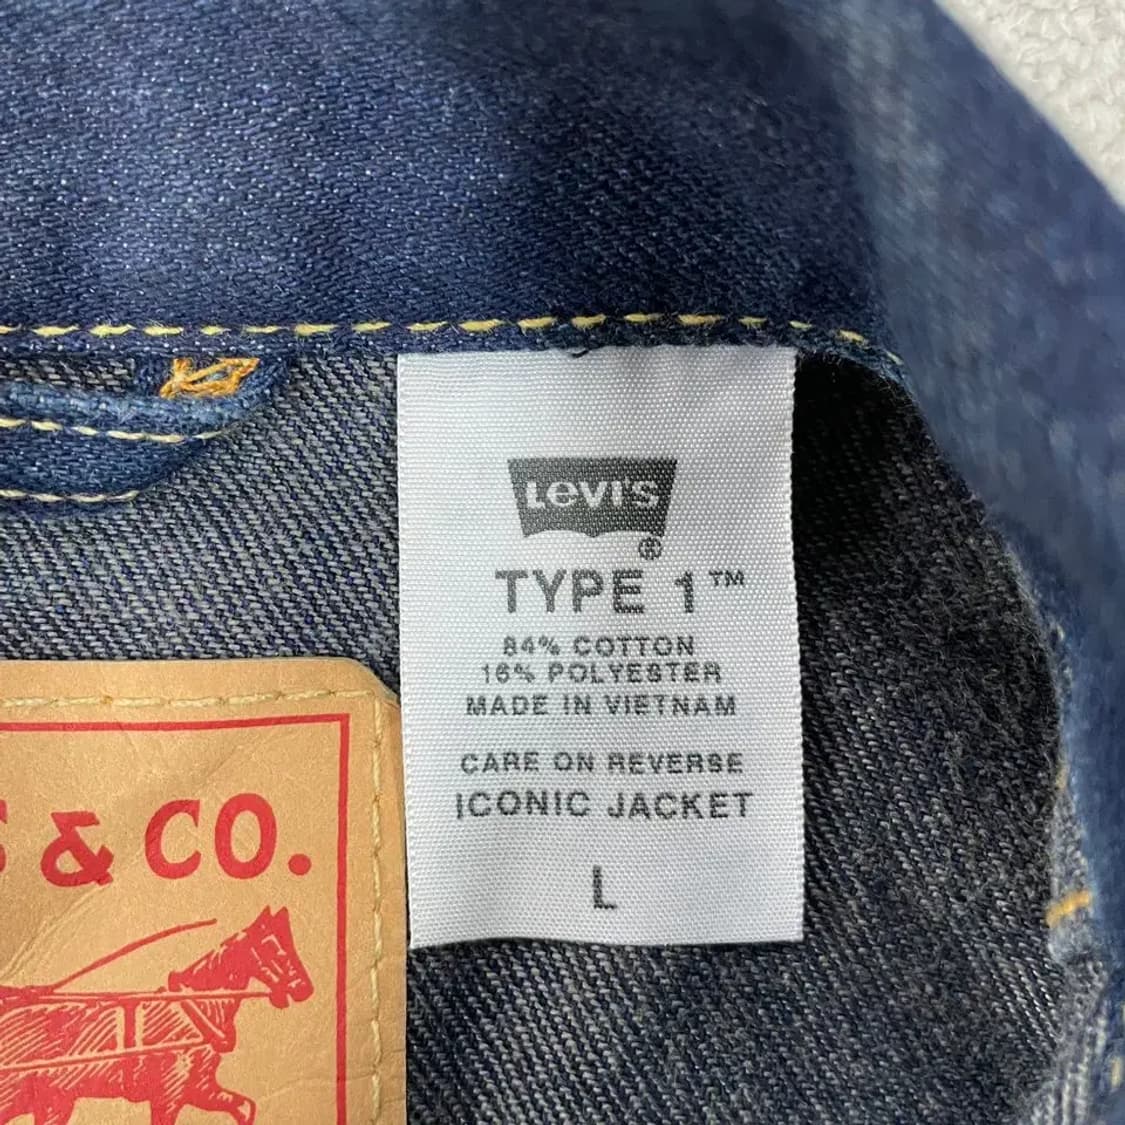 LEVI'S
®
TYPE 1™
84% COTTON
16% POLYESTER
MADE IN VIETNAM
CARE ON REVERSE
ICONIC JACKET
L
& CO.